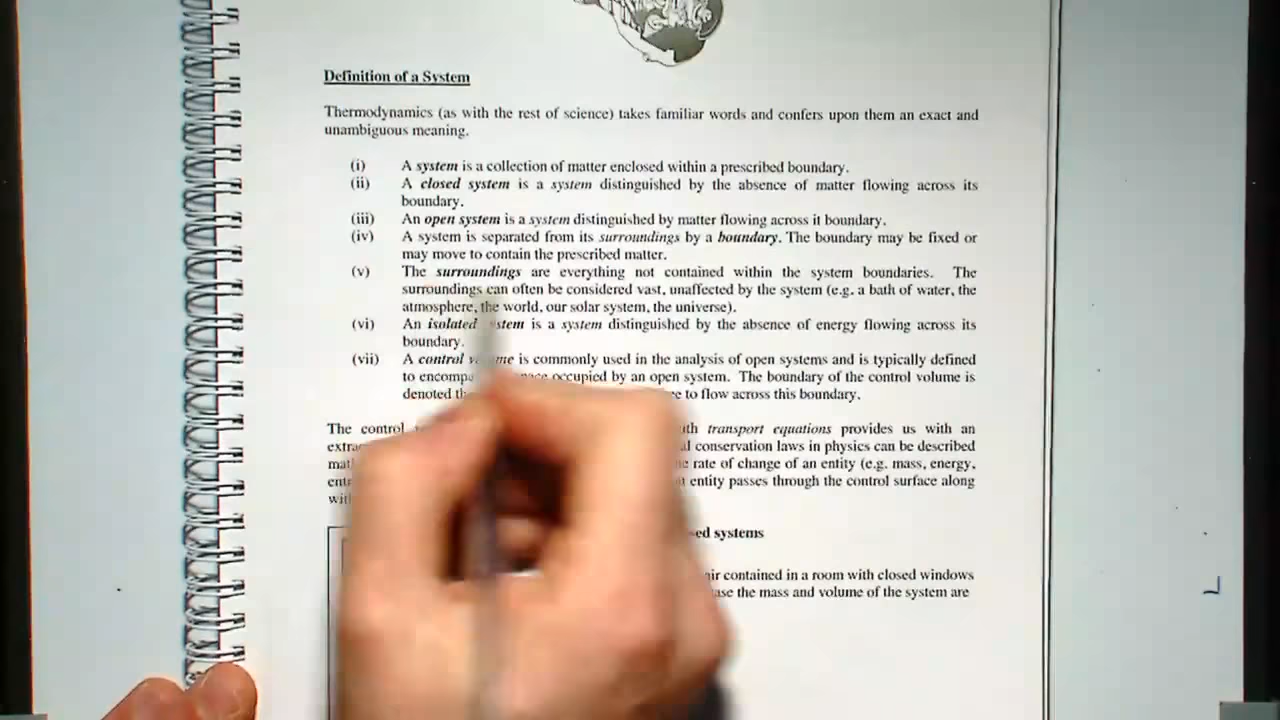 Definition of a System
Thermodynamics (as with the rest of science) takes familiar words and confers upon them an exact and
unambiguous meaning.
(i) A system is a collection of matter enclosed within a prescribed boundary.
(ii) A closed system is a system distinguished by the absence of matter flowing across its
boundary.
(iii) An open system is a system distinguished by matter flowing across it boundary.
(iv) A system is separated from its surroundings by a boundary. The boundary may be fixed or
may move to contain the prescribed matter.
(v) The surroundings are everything not contained within the system boundaries. The
surroundings can often be considered vast, unaffected by the system (e.g. a bath of water, the
atmosphere, the world, our solar system, the universe).
(vi) An isolated is a system distinguished by the absence of energy flowing across its
boundary.
(vii) A control is commonly used in the analysis of open systems and is typically defined
to occupied by an open system. The boundary of the control volume is
denoted to flow across this boundary.
The control transport equations provides us with an
conservation laws in physics can be described
rate of change of an entity (e.g. mass, energy,
entity passes through the control surface along
systems
contained in a room with closed windows
the mass and volume of the system are